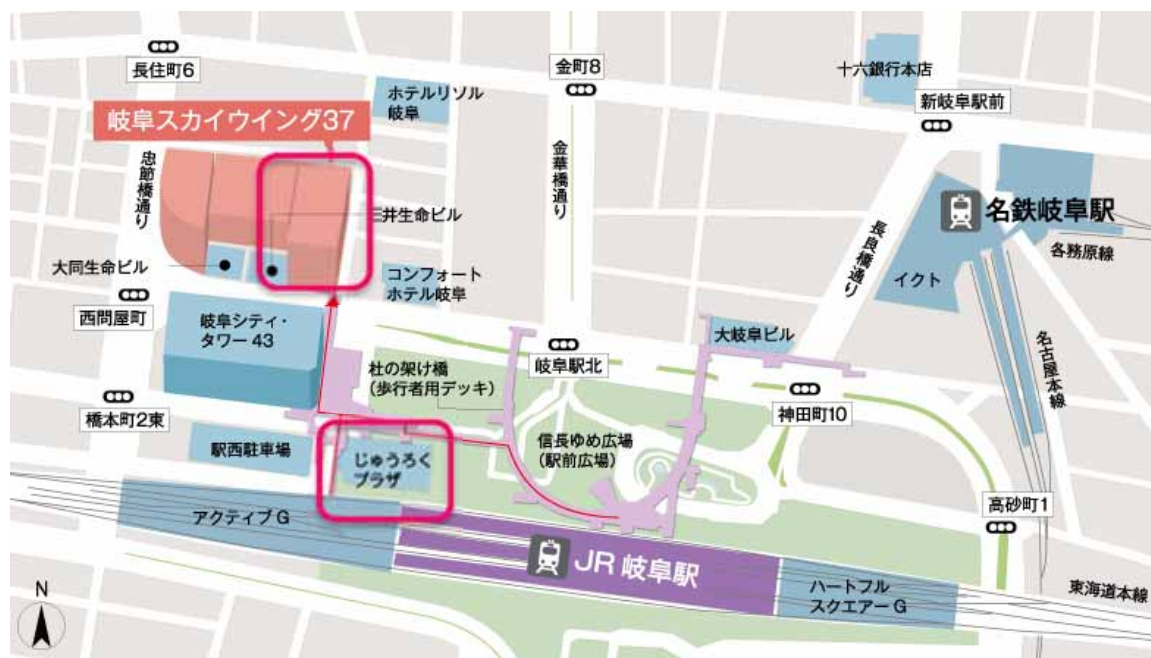 長住町6
金町8
十六銀行本店
新岐阜駅前
ホテルリソル
岐阜
岐阜スカイウイング37
忠節橋通り
金華橋通り
長良橋通り
名鉄岐阜駅
各務原線
三井生命ビル
大同生命ビル
コンフォート
ホテル岐阜
イクト
西問屋町
岐阜シティ・
タワー43
大岐阜ビル
岐阜駅北
名古屋本線
杜の架け橋
(歩行者用デッキ)
神田町10
橋本町2東
駅西駐車場
じゅうろく
プラザ
信長ゆめ広場
(駅前広場)
高砂町1
アクティブG
JR岐阜駅
ハートフル
スクエアーG
東海道本線
N